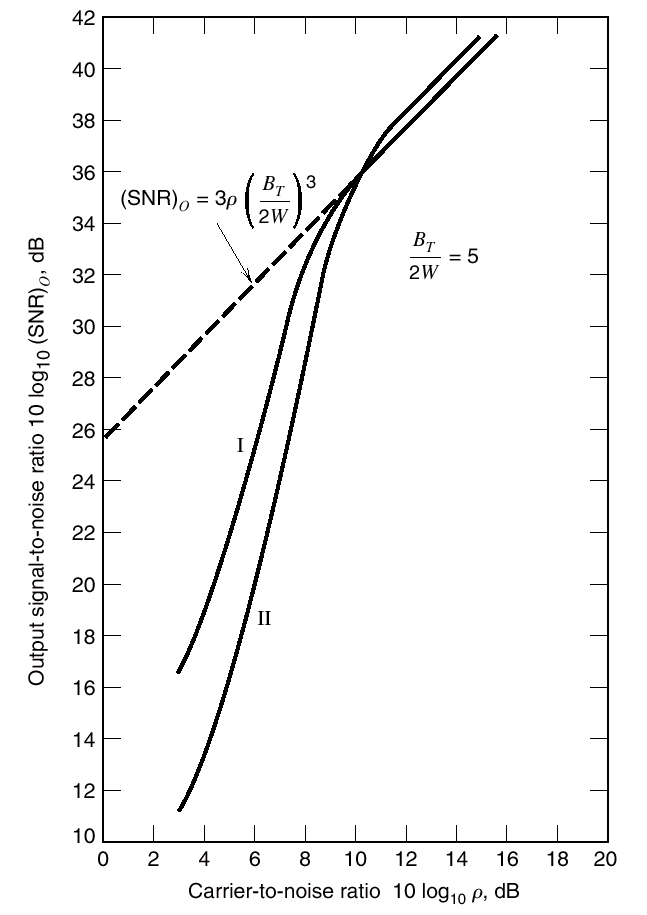 42
40
38
36
34
32
30
28
26
24
22
20
18
16
14
12
10
0 2 4 6 8 10 12 14 16 18 20
Output signal-to-noise ratio 10 log₁₀ (SNR)_O, dB
Carrier-to-noise ratio 10 log₁₀ ρ, dB
(SNR)_O = 3ρ (B_T / 2W)³
B_T / 2W = 5
I
II